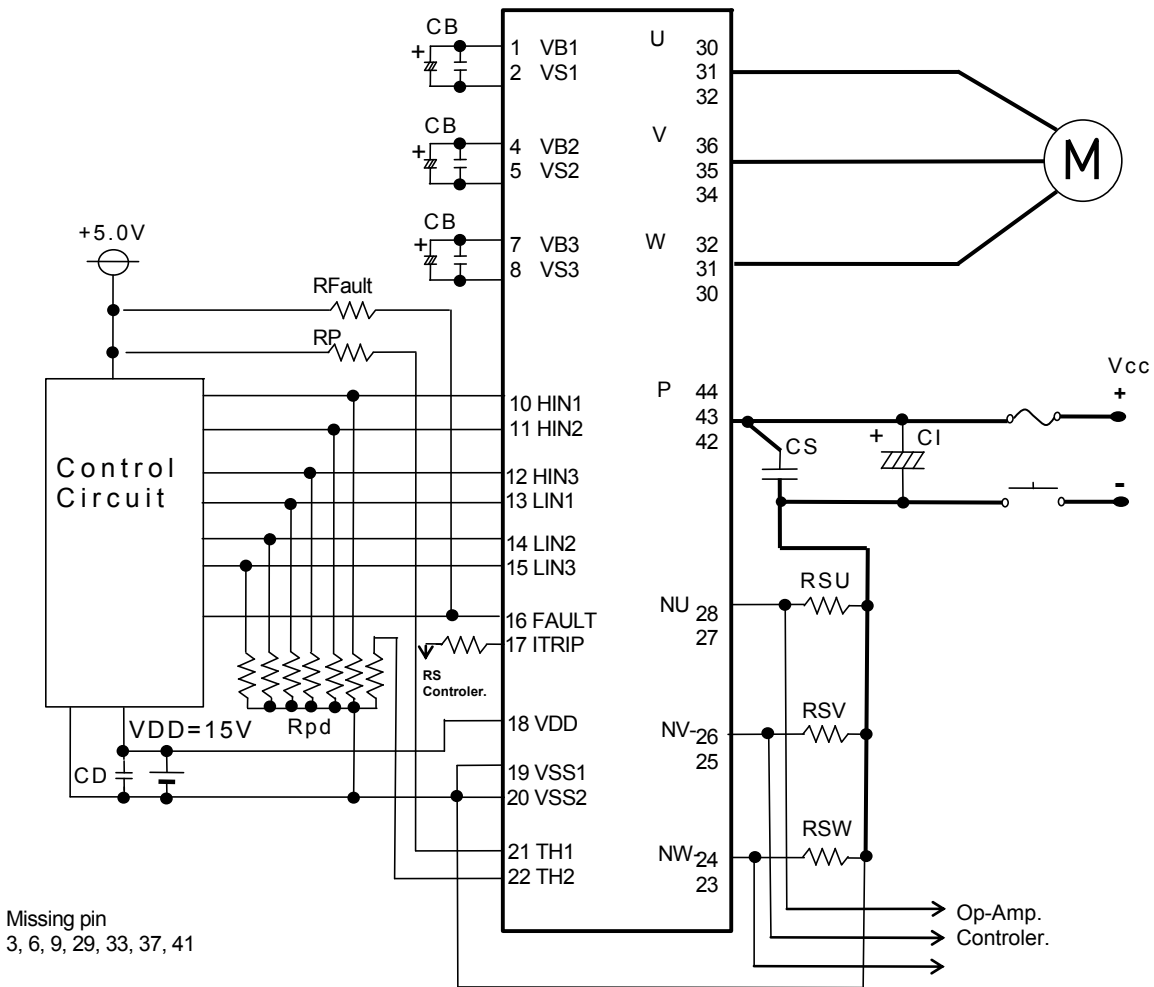 CB
+
1 VB1
2 VS1
CB
+
4 VB2
5 VS2
CB
+
7 VB3
8 VS3
+5.0V
RFault
RP
Control
Circuit
10 HIN1
11 HIN2
12 HIN3
13 LIN1
14 LIN2
15 LIN3
16 FAULT
17 ITRIP
RS
Controler.
Rpd
VDD=15V
CD
18 VDD
19 VSS1
20 VSS2
21 TH1
22 TH2
U 30
31
32
V 36
35
34
W 32
31
30
M
P 44
43
42
Vcc
+
CS
+ CI
-
NU 28
27
RSU
NV-26
25
RSV
NW-24
23
RSW
Op-Amp.
Controler.
Missing pin
3, 6, 9, 29, 33, 37, 41